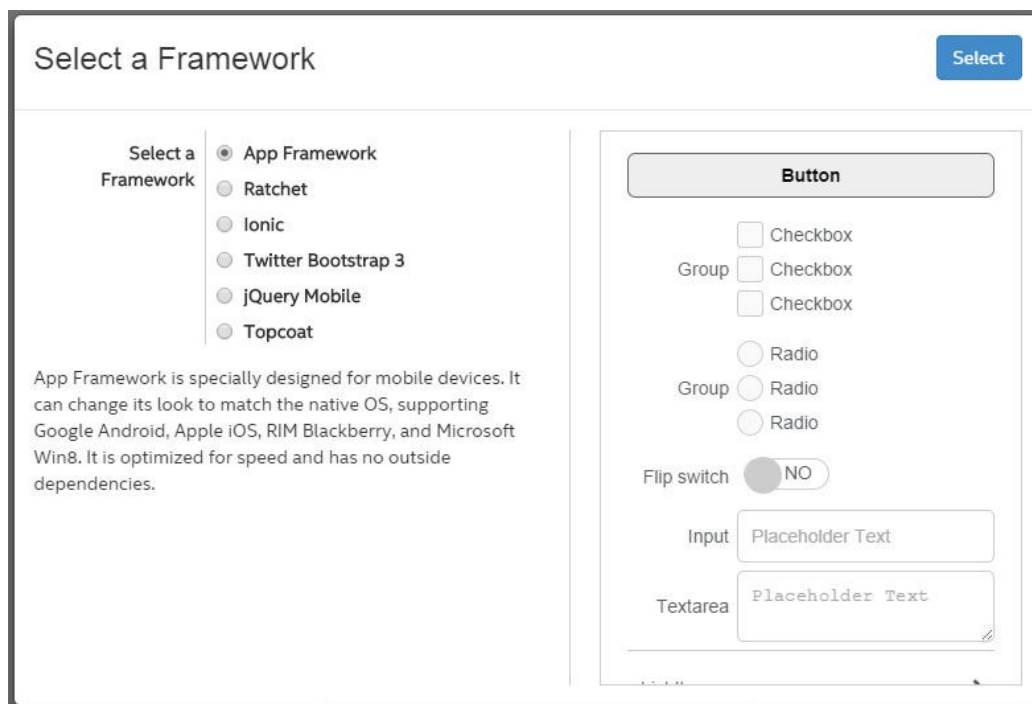 Select a Framework
Select
Select a
Framework
App Framework
Ratchet
Ionic
Twitter Bootstrap 3
jQuery Mobile
Topcoat
App Framework is specially designed for mobile devices. It
can change its look to match the native OS, supporting
Google Android, Apple iOS, RIM Blackberry, and Microsoft
Win8. It is optimized for speed and has no outside
dependencies.
Button
Checkbox
Group Checkbox
Checkbox
Radio
Group Radio
Radio
Flip switch NO
Input Placeholder Text
Textarea Placeholder Text